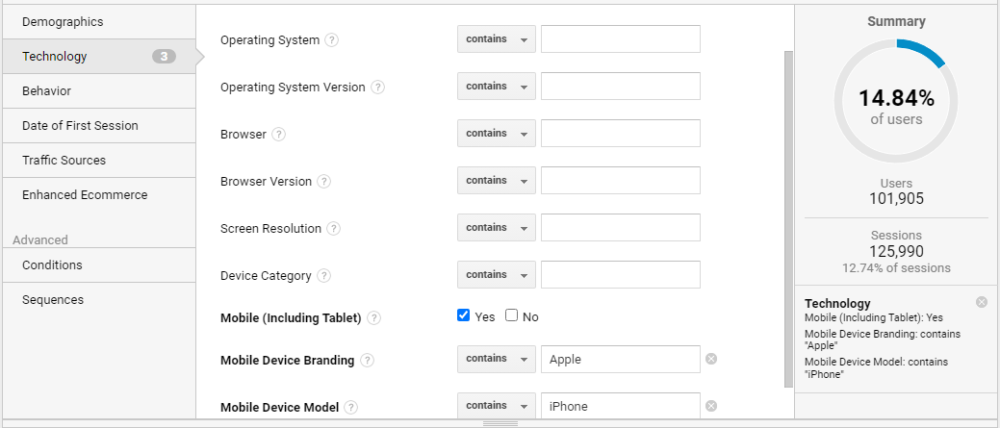 Demographics
Technology 3
Behavior
Date of First Session
Traffic Sources
Enhanced Ecommerce
Advanced
Conditions
Sequences
Operating System ? contains
Operating System Version ? contains
Browser ? contains
Browser Version ? contains
Screen Resolution ? contains
Device Category ? contains
Mobile (Including Tablet) ? Yes No
Mobile Device Branding ? contains Apple
Mobile Device Model ? contains iPhone
Summary
14.84%
of users
Users
101,905
Sessions
125,990
12.74% of sessions
Technology
Mobile (Including Tablet): Yes
Mobile Device Branding: contains
"Apple"
Mobile Device Model: contains
"iPhone"